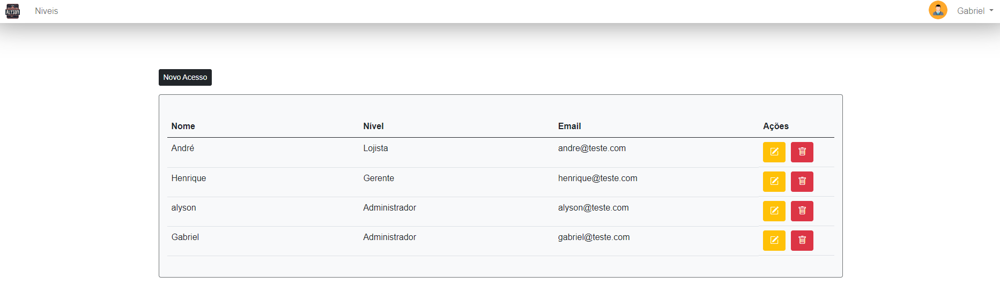 ALYSON Niveis Gabriel
Novo Acesso
Nome Nível Email Ações
André Lojista andre@teste.com
Henrique Gerente henrique@teste.com
alyson Administrador alyson@teste.com
Gabriel Administrador gabriel@teste.com